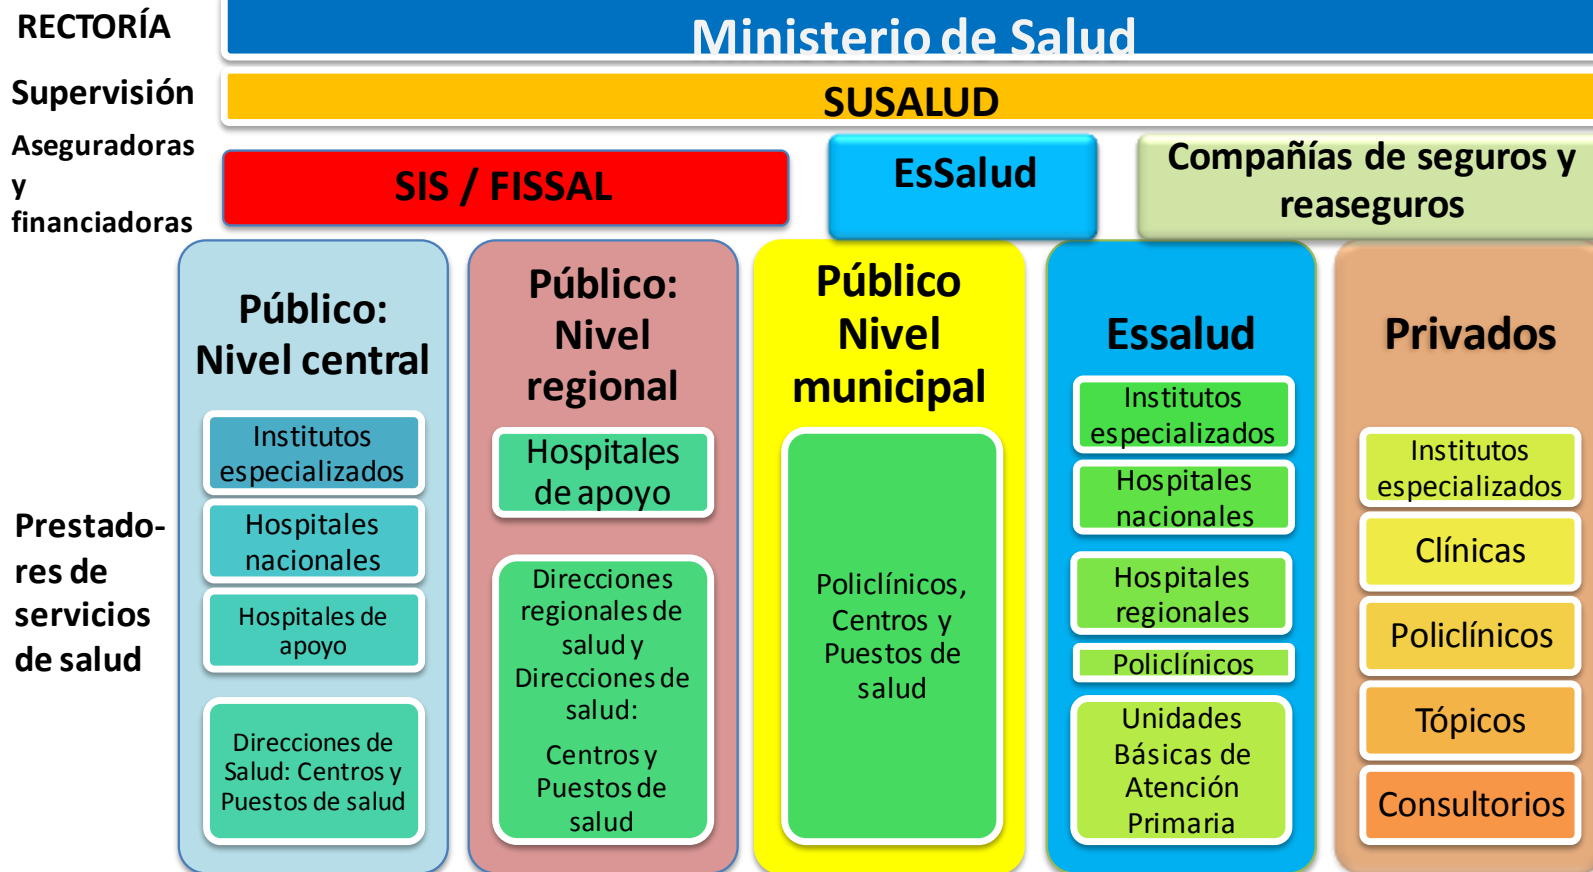 RECTORÍA
Ministerio de Salud
Supervisión
SUSALUD
Aseguradoras
y
financiadoras
SIS / FISSAL
EsSalud
Compañías de seguros y
reaseguros
Prestado-
res de
servicios
de salud
Público:
Nivel central
Institutos
especializados
Hospitales
nacionales
Hospitales de
apoyo
Direcciones de
Salud: Centros y
Puestos de salud
Público:
Nivel
regional
Hospitales
de apoyo
Direcciones
regionales de
salud y
Direcciones de
salud:
Centros y
Puestos de
salud
Público
Nivel
municipal
Policlínicos,
Centros y
Puestos de
salud
Essalud
Institutos
especializados
Hospitales
nacionales
Hospitales
regionales
Policlínicos
Unidades
Básicas de
Atención
Primaria
Privados
Institutos
especializados
Clínicas
Policlínicos
Tópicos
Consultorios